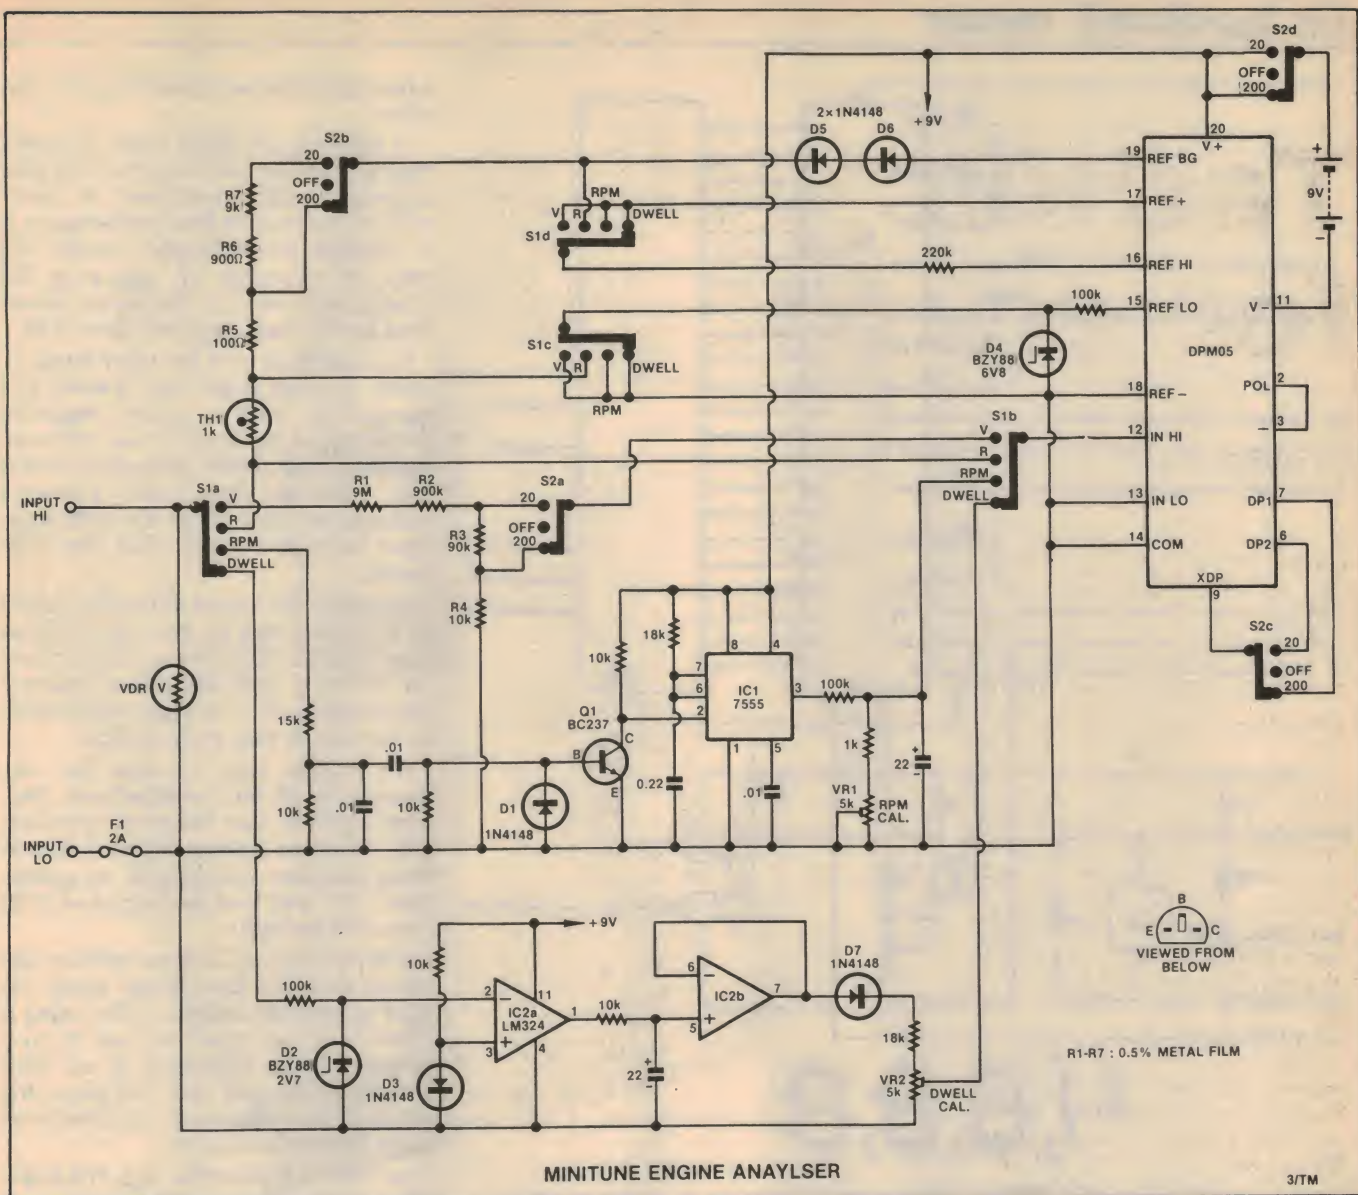 S2d
20
OFF
200
2×1N4148
D5
D6
+9V
20
V+
S2b
20
OFF
200
19
REF BG
+
9V
-
R7
9k
RPM
V
R
DWELL
17
REF+
S1d
R6
900Ω
220k
16
REF HI
100k
15
REF LO
V-
11
R5
100Ω
S1c
V
R
DWELL
RPM
D4
BZY88
6V8
DPM05
POL
2
18
REF-
TH1
1k
S1b
V
R
RPM
DWELL
12
IN HI
-
3
INPUT
HI
S1a
V
R
RPM
DWELL
R1
9M
R2
900k
S2a
20
OFF
200
13
IN LO
DP1
7
R3
90k
14
COM
DP2
6
XDP
9
R4
10k
S2c
20
OFF
200
18k
10k
8
4
7
6
2
IC1
7555
3
100k
VDR
V
Q1
BC237
C
B
E
1
5
1k
15k
.01
22
+
-
0.22
.01
VR1
5k
RPM
CAL.
10k
.01
10k
D1
1N4148
F1
2A
INPUT
LO
+9V
10k
B
E
C
VIEWED FROM
BELOW
6
-
IC2b
7
5
+
D7
1N4148
100k
2
-
11
IC2a
LM324
1
3
+
4
10k
18k
D2
BZY88
2V7
D3
1N4148
+
22
-
VR2
5k
DWELL
CAL.
R1-R7 : 0.5% METAL FILM
MINITUNE ENGINE ANAYLSER
3/TM